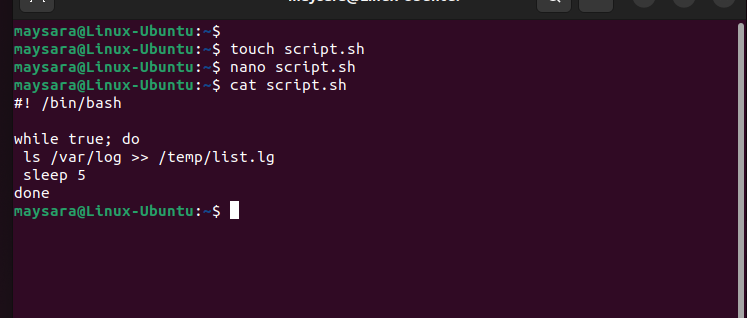 maysara@Linux-Ubuntu:~$
maysara@Linux-Ubuntu:~$ touch script.sh
maysara@Linux-Ubuntu:~$ nano script.sh
maysara@Linux-Ubuntu:~$ cat script.sh
#! /bin/bash

while true; do
 ls /var/log >> /temp/list.lg
 sleep 5
done
maysara@Linux-Ubuntu:~$